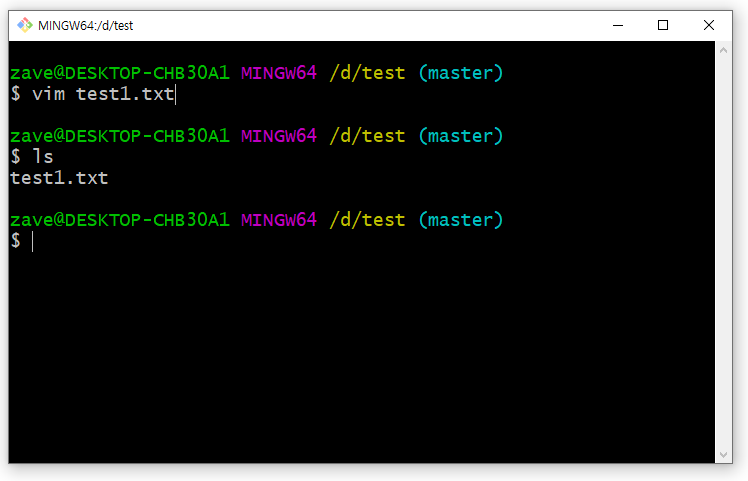 MINGW64:/d/test
zave@DESKTOP-CHB30A1 MINGW64 /d/test (master)
$ vim test1.txt
zave@DESKTOP-CHB30A1 MINGW64 /d/test (master)
$ ls
test1.txt
zave@DESKTOP-CHB30A1 MINGW64 /d/test (master)
$